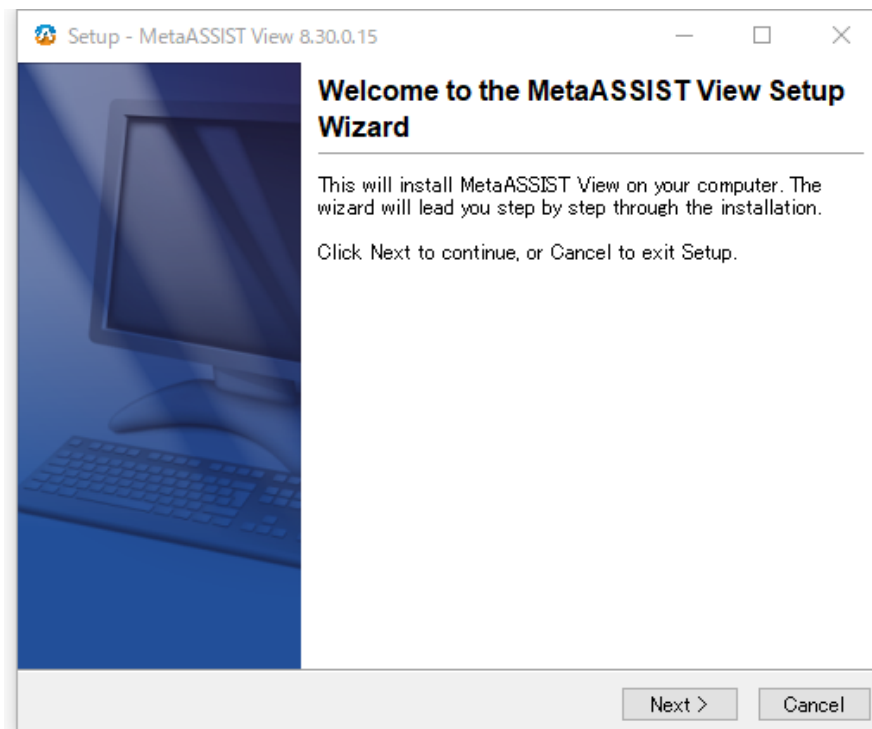 Setup - MetaASSIST View 8.30.0.15
Welcome to the MetaASSIST View Setup
Wizard
This will install MetaASSIST View on your computer. The
wizard will lead you step by step through the installation.
Click Next to continue, or Cancel to exit Setup.
Next >
Cancel